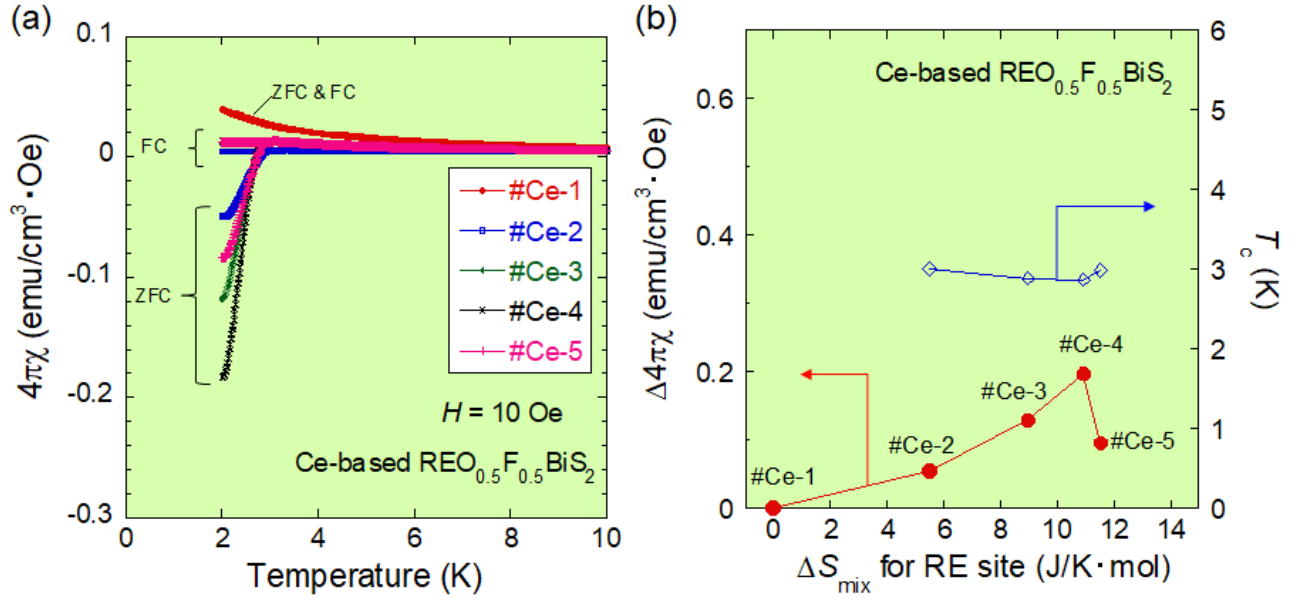 (a)
0.1
0
-0.1
-0.2
-0.3
4πχ (emu/cm³・Oe)
ZFC & FC
FC
ZFC
#Ce-1
#Ce-2
#Ce-3
#Ce-4
#Ce-5
H = 10 Oe
Ce-based REO₀.₅F₀.₅BiS₂
0 2 4 6 8 10
Temperature (K)
(b)
0.6
0.4
0.2
0
Δ4πχ (emu/cm³・Oe)
Ce-based REO₀.₅F₀.₅BiS₂
#Ce-1
#Ce-2
#Ce-3
#Ce-4
#Ce-5
6
5
4
3
2
1
0
T_c (K)
0 2 4 6 8 10 12 14
ΔS_mix for RE site (J/K・mol)